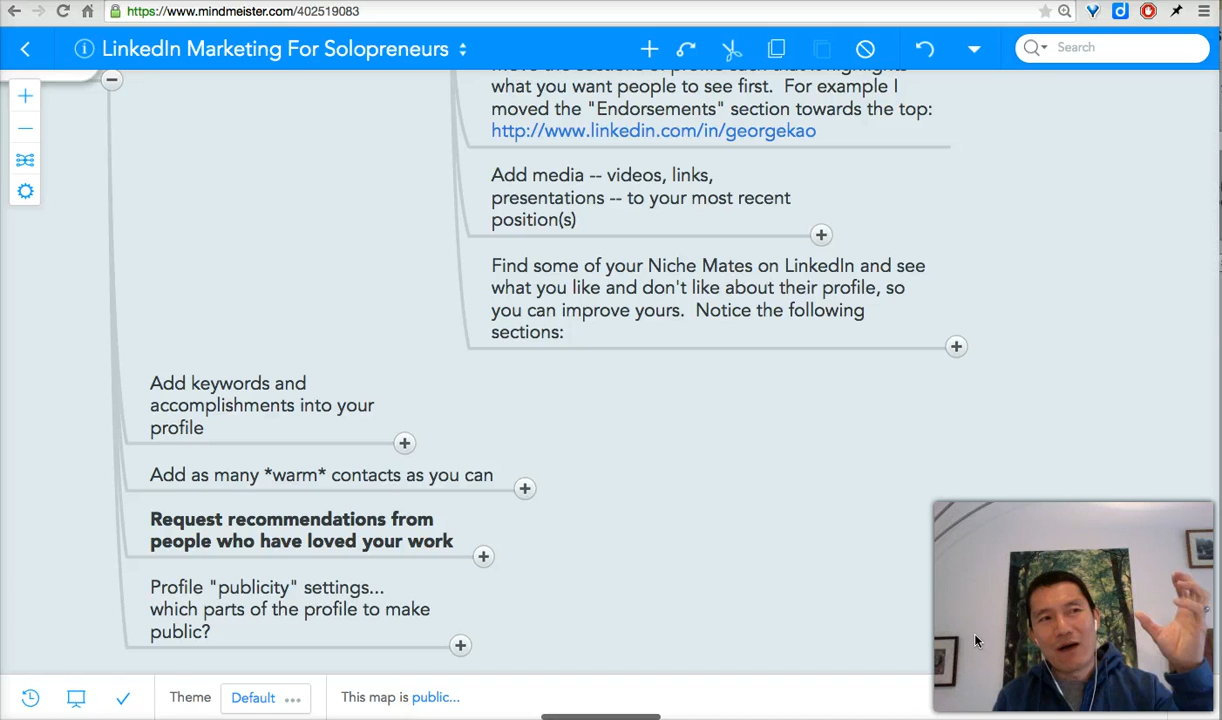 https://www.mindmeister.com/402519083
LinkedIn Marketing For Solopreneurs
Search
what you want people to see first. For example I
moved the "Endorsements" section towards the top:
http://www.linkedin.com/in/georgekao
Add media -- videos, links,
presentations -- to your most recent
position(s)
Find some of your Niche Mates on LinkedIn and see
what you like and don't like about their profile, so
you can improve yours. Notice the following
sections:
Add keywords and
accomplishments into your
profile
Add as many *warm* contacts as you can
Request recommendations from
people who have loved your work
Profile "publicity" settings...
which parts of the profile to make
public?
Theme Default This map is public...